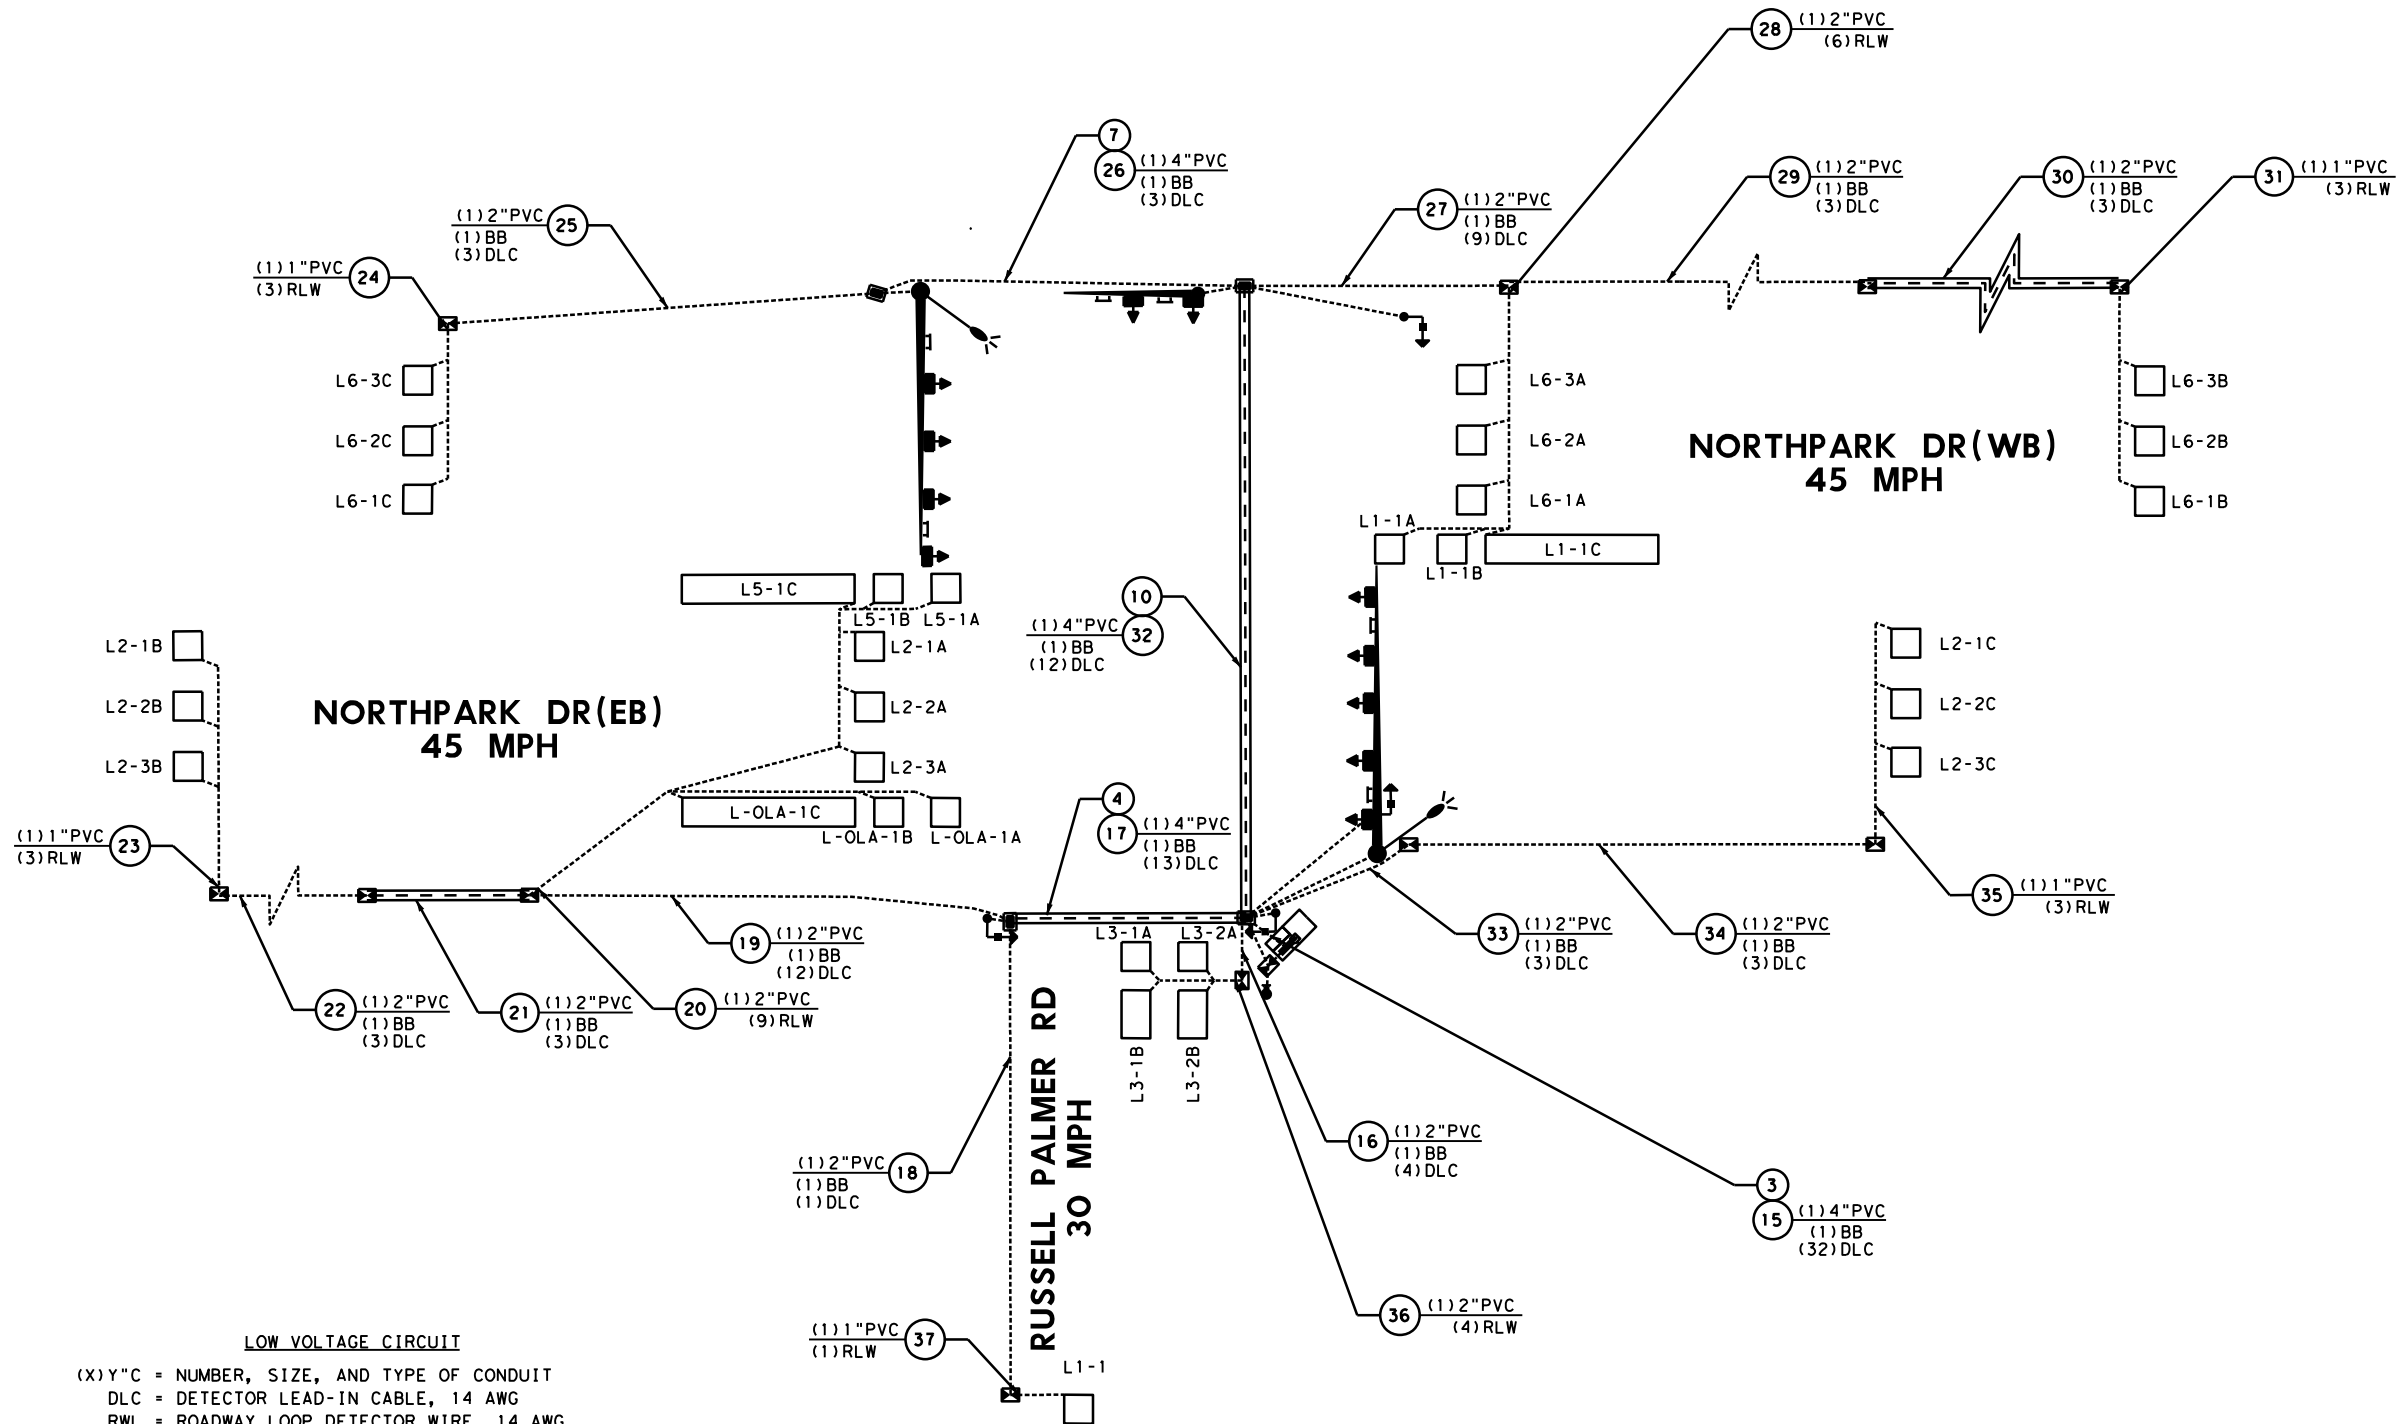 28 (1)2"PVC
(6)RLW
7
26 (1)4"PVC
(1)BB
(3)DLC
29 (1)2"PVC
(1)BB
(3)DLC
30 (1)2"PVC
(1)BB
(3)DLC
31 (1)1"PVC
(3)RLW
27 (1)2"PVC
(1)BB
(9)DLC
(1)2"PVC 25
(1)BB
(3)DLC
(1)1"PVC 24
(3)RLW
L6-3C
L6-2C
L6-1C
L6-3A
L6-2A
L6-1A
L6-3B
L6-2B
L6-1B
NORTHPARK DR(WB)
45 MPH
L1-1A
L1-1B
L1-1C
L5-1C
L5-1B
L5-1A
10
(1)4"PVC 32
(1)BB
(12)DLC
L2-1B
L2-2B
L2-3B
L2-1A
L2-2A
L2-3A
L2-1C
L2-2C
L2-3C
NORTHPARK DR(EB)
45 MPH
L-OLA-1C
L-OLA-1B
L-OLA-1A
4
17 (1)4"PVC
(1)BB
(13)DLC
(1)1"PVC 23
(3)RLW
35 (1)1"PVC
(3)RLW
33 (1)2"PVC
(1)BB
(3)DLC
34 (1)2"PVC
(1)BB
(3)DLC
19 (1)2"PVC
(1)BB
(12)DLC
L3-1A
L3-2A
22 (1)2"PVC
(1)BB
(3)DLC
21 (1)2"PVC
(1)BB
(3)DLC
20 (1)2"PVC
(9)RLW
L3-1B
L3-2B
RUSSELL PALMER RD
30 MPH
16 (1)2"PVC
(1)BB
(4)DLC
(1)2"PVC 18
(1)BB
(1)DLC
3
15 (1)4"PVC
(1)BB
(32)DLC
36 (1)2"PVC
(4)RLW
(1)1"PVC 37
(1)RLW
L1-1
LOW VOLTAGE CIRCUIT
(X)Y"C = NUMBER, SIZE, AND TYPE OF CONDUIT
DLC = DETECTOR LEAD-IN CABLE, 14 AWG
RWL = ROADWAY LOOP DETECTOR WIRE, 14 AWG